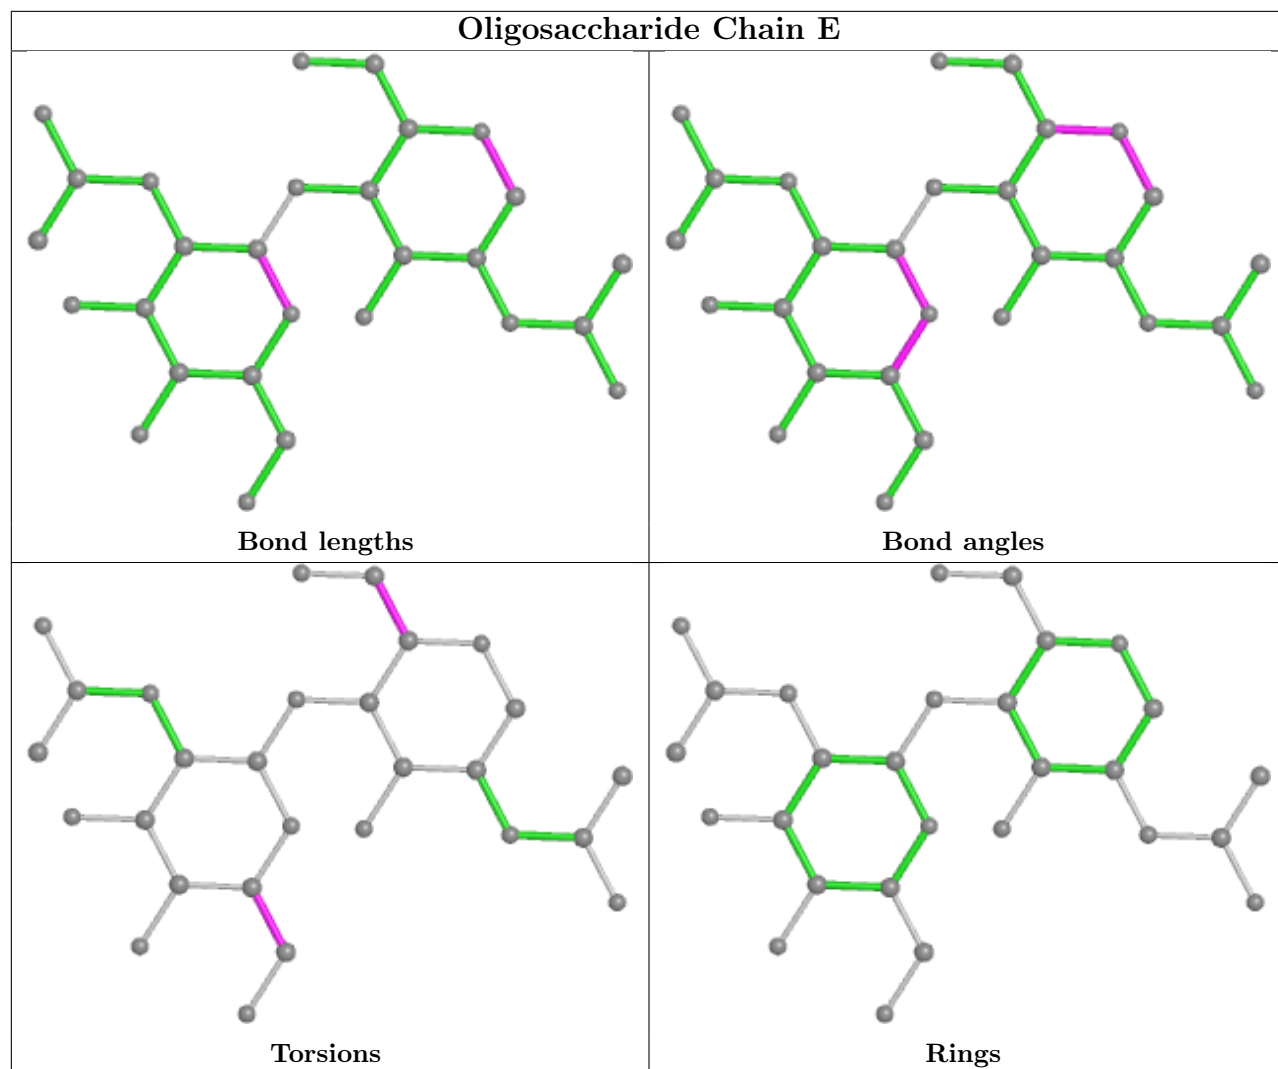 Oligosaccharide Chain E
Bond lengths
Bond angles
Torsions
Rings